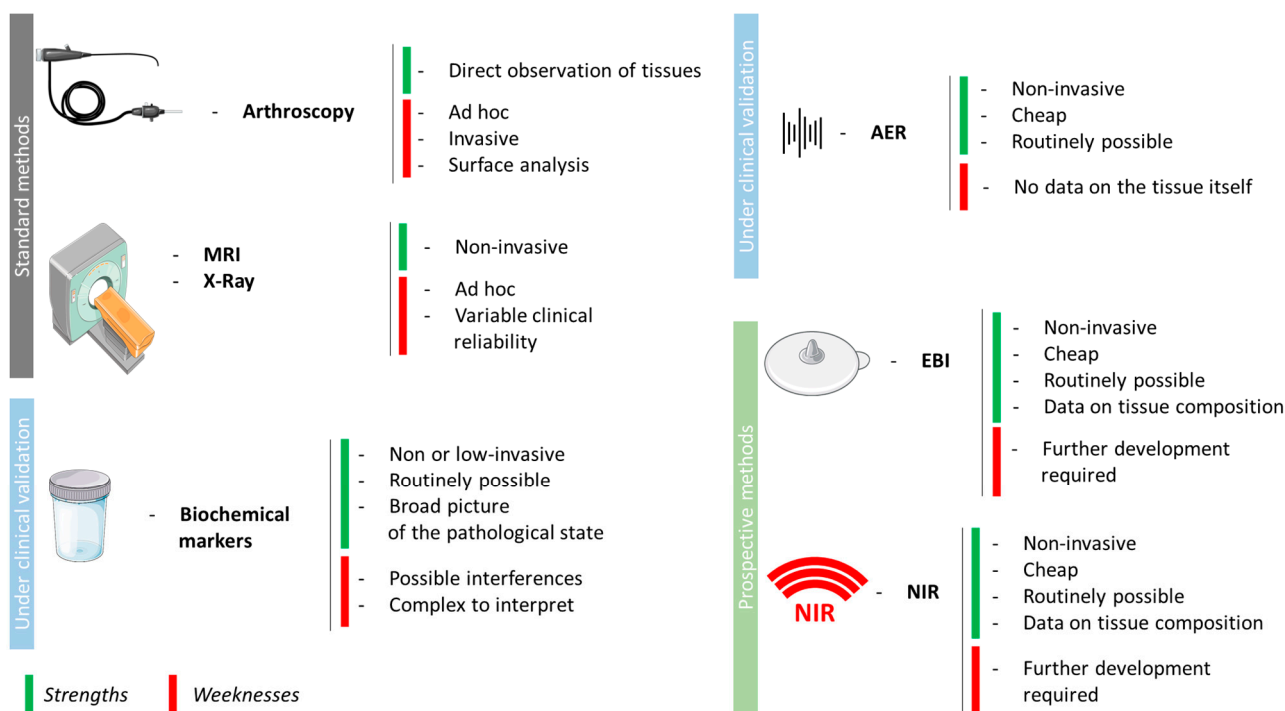 Standard methods
- Arthroscopy
- Direct observation of tissues
- Ad hoc
- Invasive
- Surface analysis
- MRI
- X-Ray
- Non-invasive
- Ad hoc
- Variable clinical
reliability
Under clinical validation
- Biochemical
markers
- Non or low-invasive
- Routinely possible
- Broad picture
of the pathological state
- Possible interferences
- Complex to interpret
Strengths
Weeknesses
Under clinical validation
- AER
- Non-invasive
- Cheap
- Routinely possible
- No data on the tissue itself
Prospective methods
- EBI
- Non-invasive
- Cheap
- Routinely possible
- Data on tissue composition
- Further development
required
NIR
- NIR
- Non-invasive
- Cheap
- Routinely possible
- Data on tissue composition
- Further development
required